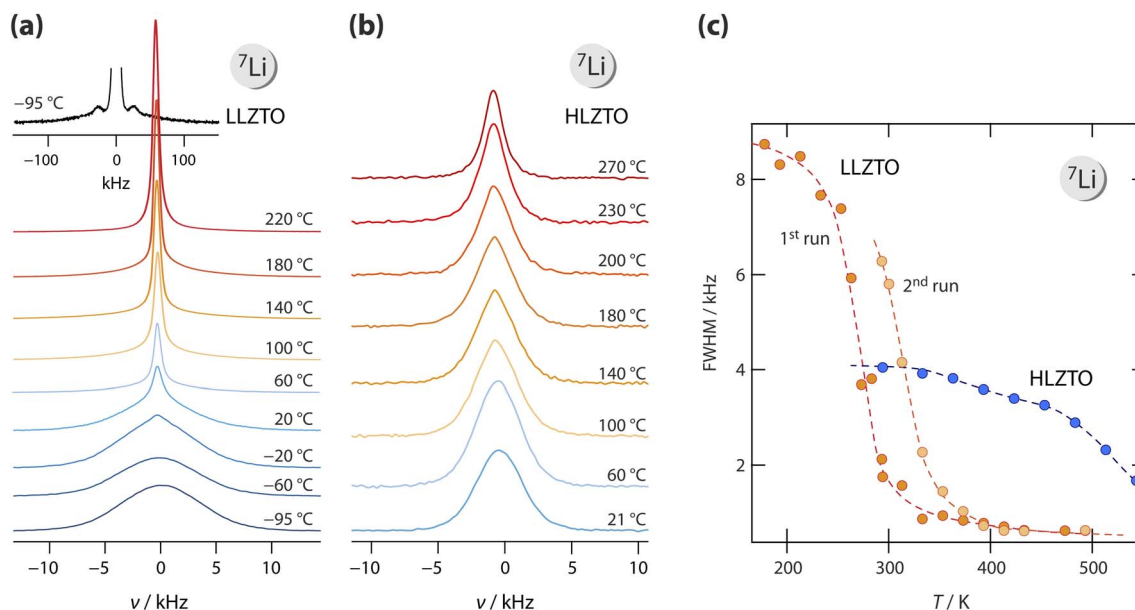 (a)
⁷Li
LLZTO
−95 °C
−100 0 100
kHz
220 °C
180 °C
140 °C
100 °C
60 °C
20 °C
−20 °C
−60 °C
−95 °C
−10 −5 0 5 10
ν / kHz
(b)
⁷Li
HLZTO
270 °C
230 °C
200 °C
180 °C
140 °C
100 °C
60 °C
21 °C
−10 −5 0 5 10
ν / kHz
(c)
⁷Li
LLZTO
1st run
2nd run
HLZTO
FWHM / kHz
8
6
4
2
200 300 400 500
T / K